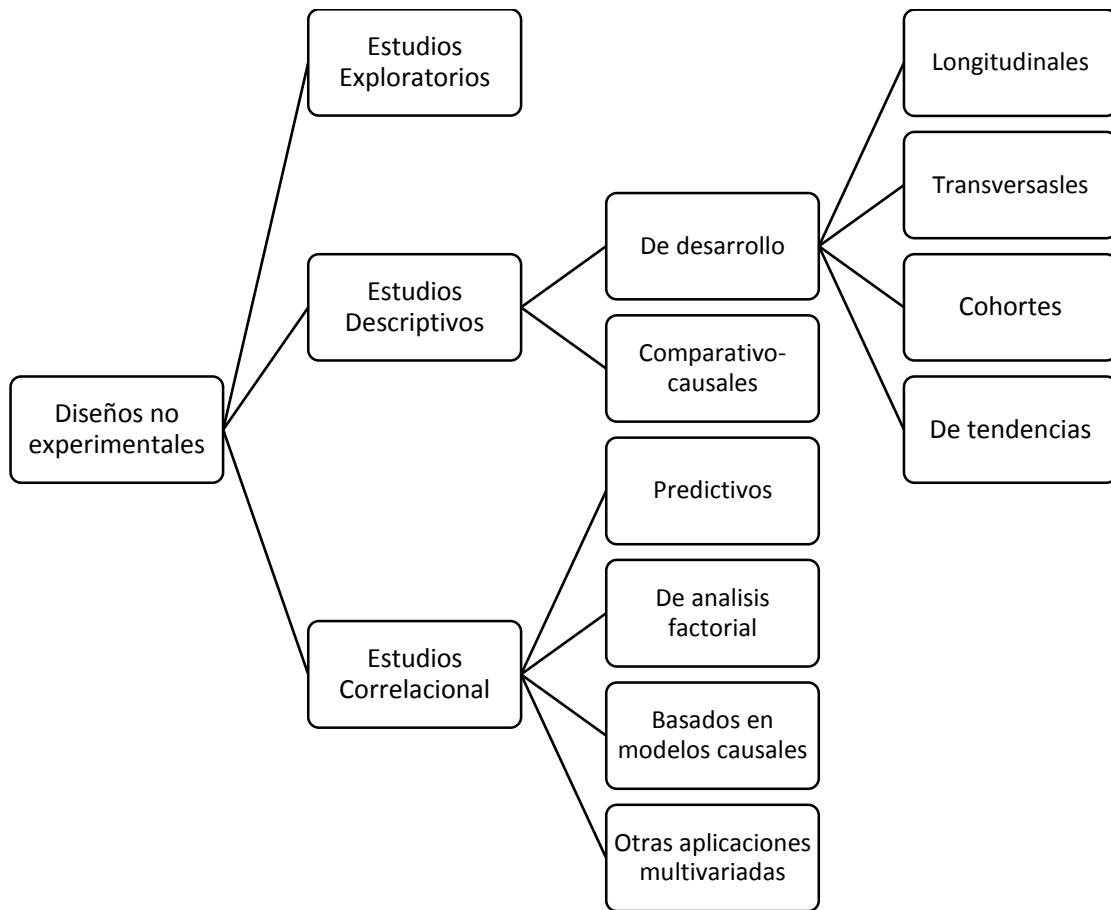 Estudios
Exploratorios
Longitudinales
Transversasles
De desarrollo
Estudios
Descriptivos
Cohortes
Comparativo-
causales
Diseños no
experimentales
De tendencias
Predictivos
De analisis
factorial
Estudios
Correlacional
Basados en
modelos causales
Otras aplicaciones
multivariadas